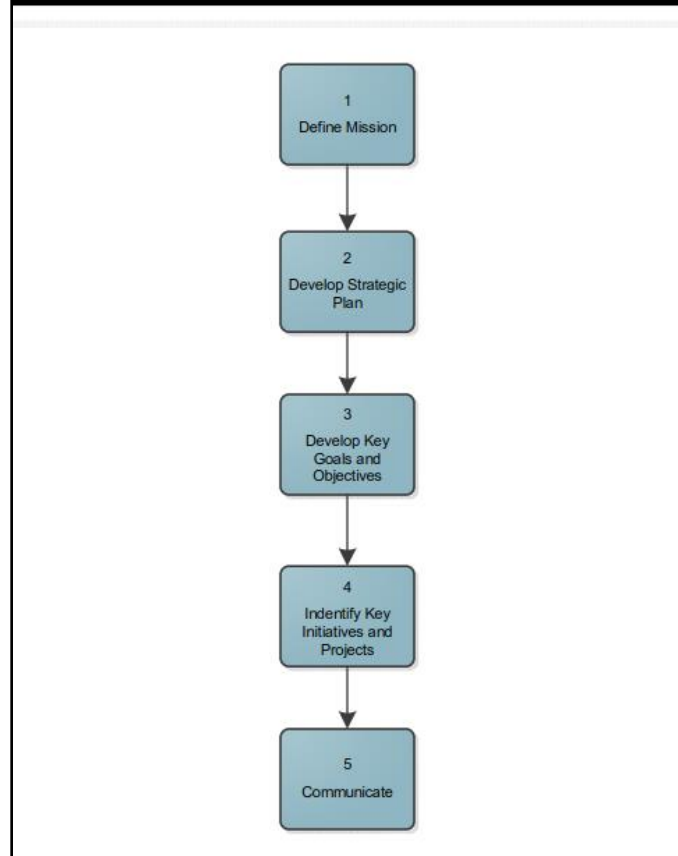 1
Define Mission
2
Develop Strategic
Plan
3
Develop Key
Goals and
Objectives
4
Indentify Key
Initiatives and
Projects
5
Communicate